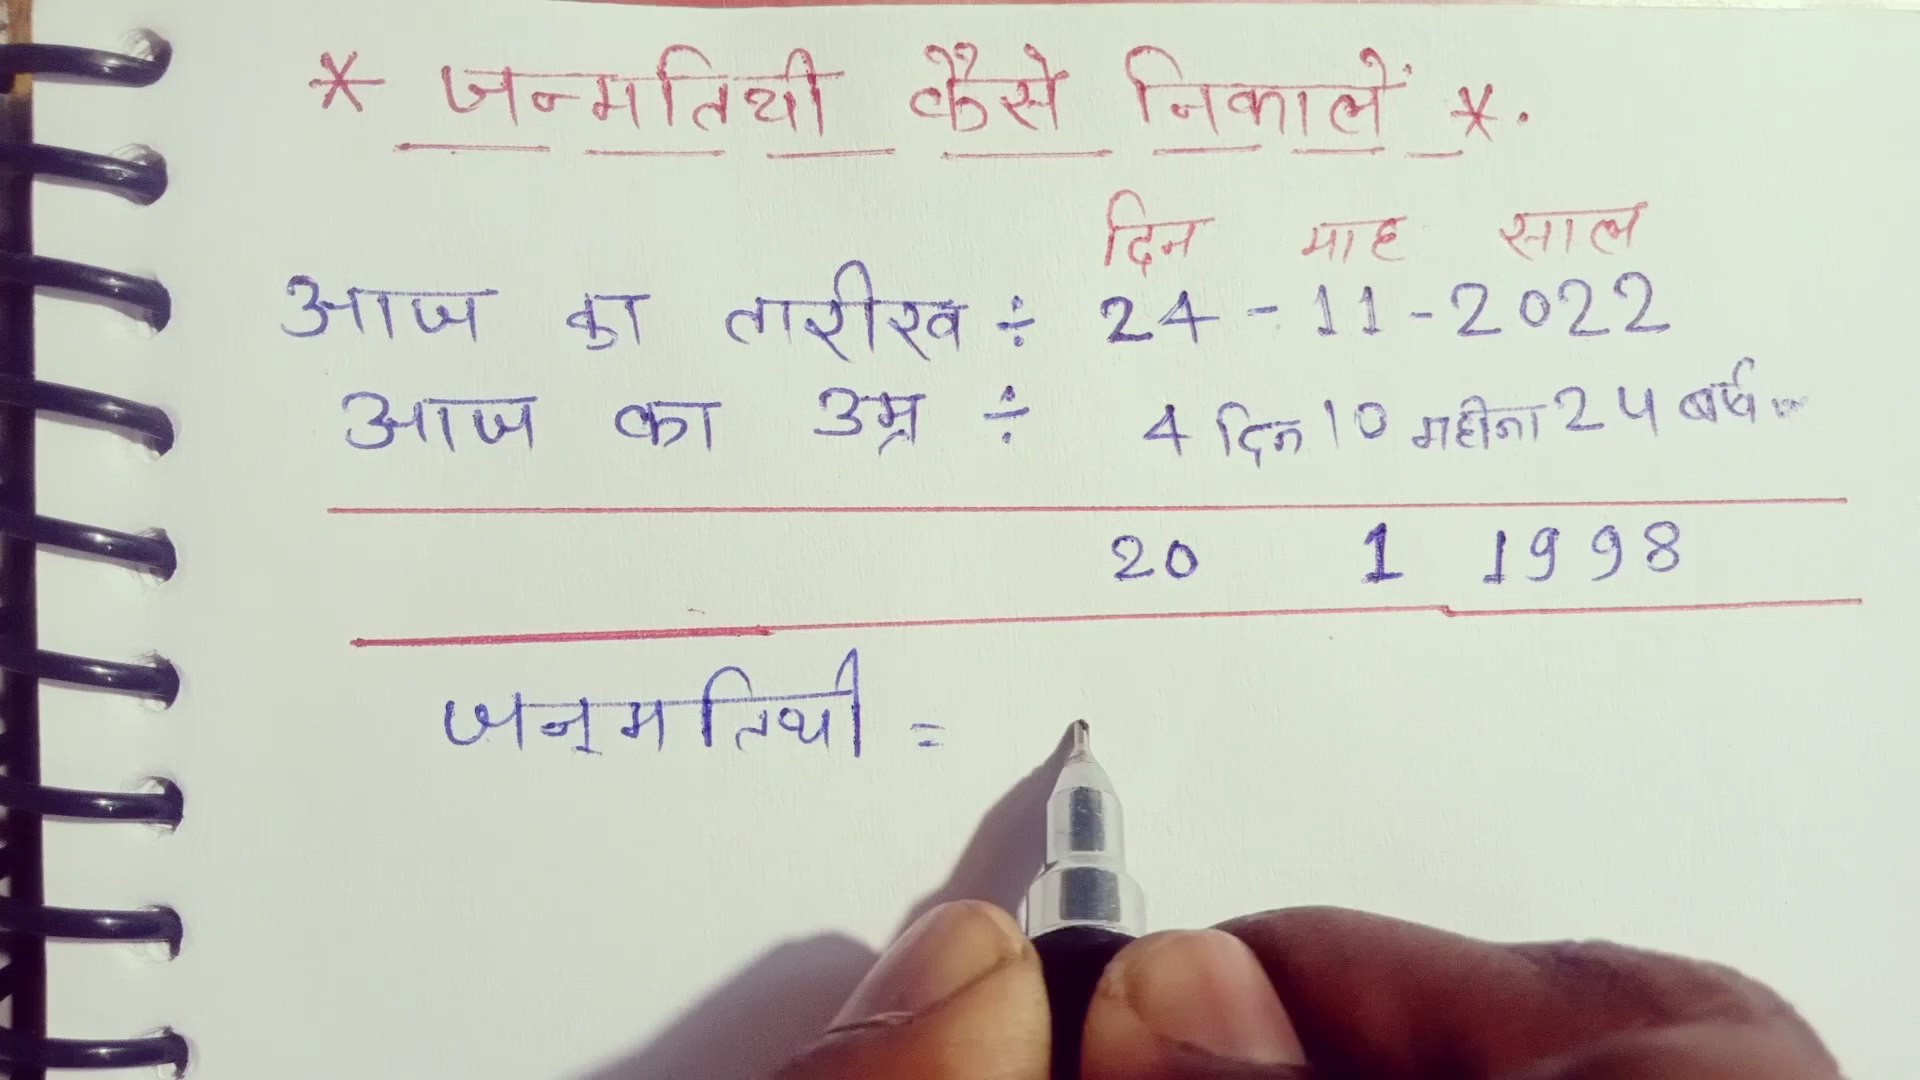 * जन्मतिथी कैसे निकालें *.
दिन माह साल
आज का तारीख ÷ 24 - 11 - 2022
आज का उम्र ÷ 4 दिन 10 महीना 24 बर्ष
20 1 1998
जन्मतिथी =